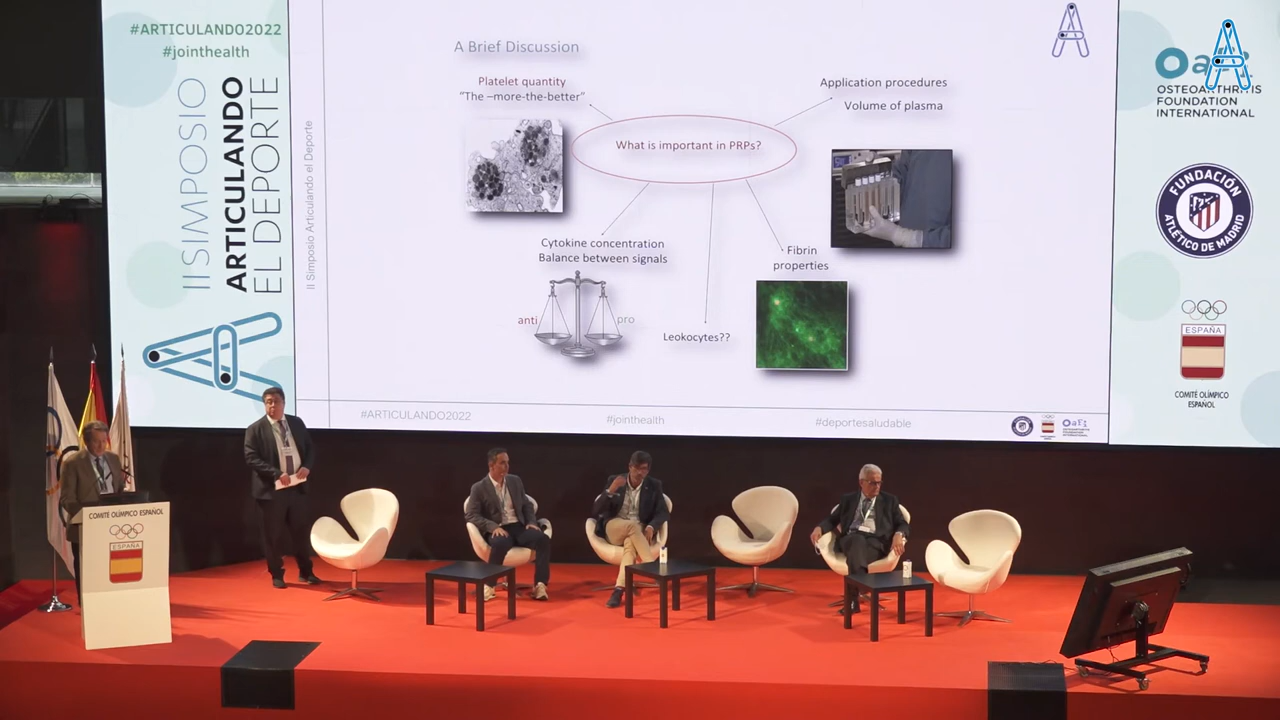 #ARTICULANDO2022
#jointhealth
II SIMPOSIO
ARTICULANDO
EL DEPORTE
II Simposio Articulando el Deporte
A Brief Discussion
Platelet quantity
“The –more-the-better”
What is important in PRPs?
Application procedures
Volume of plasma
Cytokine concentration
Balance between signals
anti
pro
Leokocytes??
Fibrin
properties
#ARTICULANDO2022
#jointhealth
#deportesaludable
OSTEOARTHRITIS
FOUNDATION
INTERNATIONAL
FUNDACIÓN
ATLÉTICO DE MADRID
ESPAÑA
COMITÉ OLÍMPICO
ESPAÑOL
COMITÉ OLÍMPICO ESPAÑOL
ESPAÑA